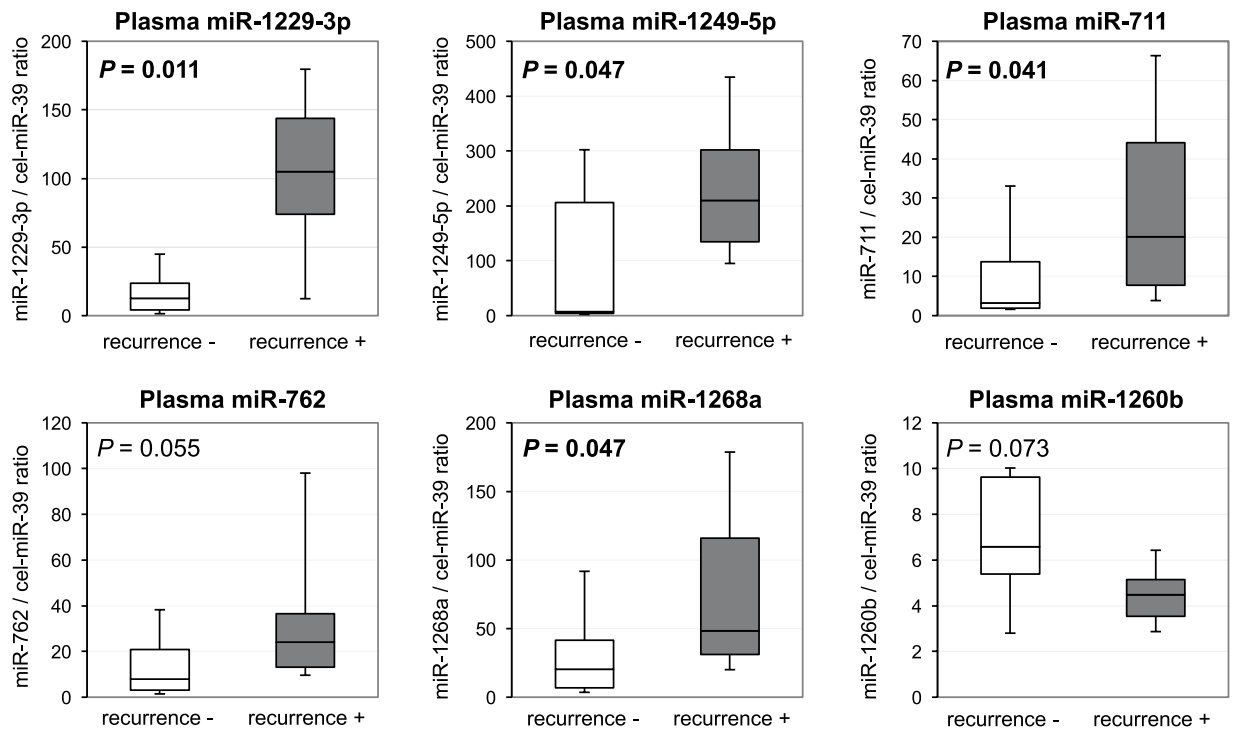 Plasma miR-1229-3p
miR-1229-3p / cel-miR-39 ratio
200
150
100
50
0
P = 0.011
recurrence -
recurrence +
Plasma miR-1249-5p
miR-1249-5p / cel-miR-39 ratio
500
400
300
200
100
0
P = 0.047
recurrence -
recurrence +
Plasma miR-711
miR-711 / cel-miR-39 ratio
70
60
50
40
30
20
10
0
P = 0.041
recurrence -
recurrence +
Plasma miR-762
miR-762 / cel-miR-39 ratio
120
100
80
60
40
20
0
P = 0.055
recurrence -
recurrence +
Plasma miR-1268a
miR-1268a / cel-miR-39 ratio
200
150
100
50
0
P = 0.047
recurrence -
recurrence +
Plasma miR-1260b
miR-1260b / cel-miR-39 ratio
12
10
8
6
4
2
0
P = 0.073
recurrence -
recurrence +